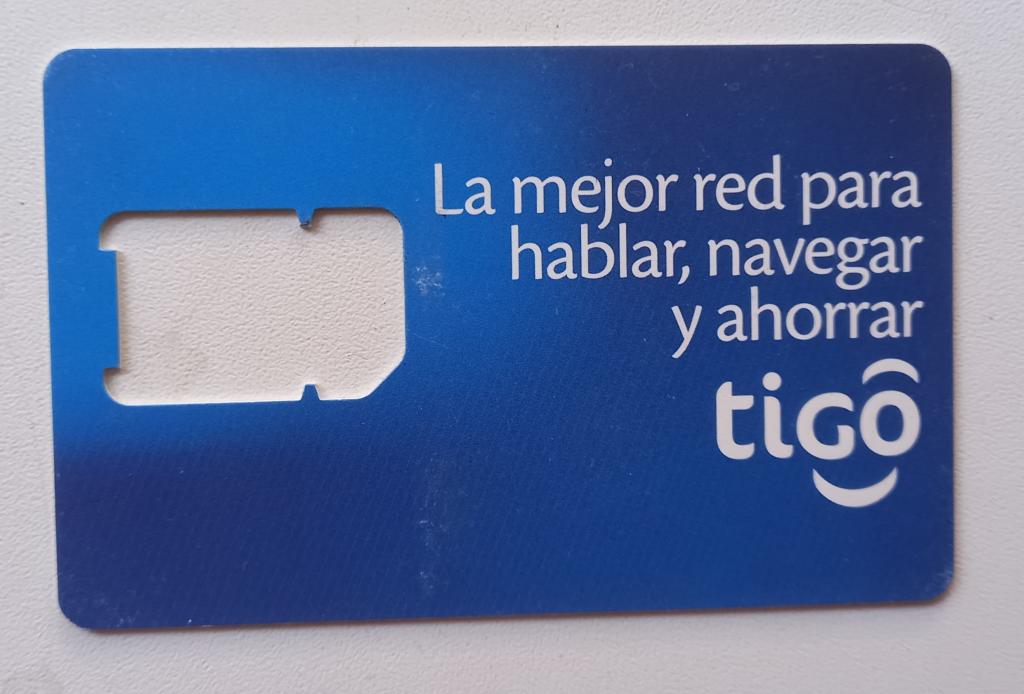 La mejor red para
hablar, navegar
y ahorrar
tigo